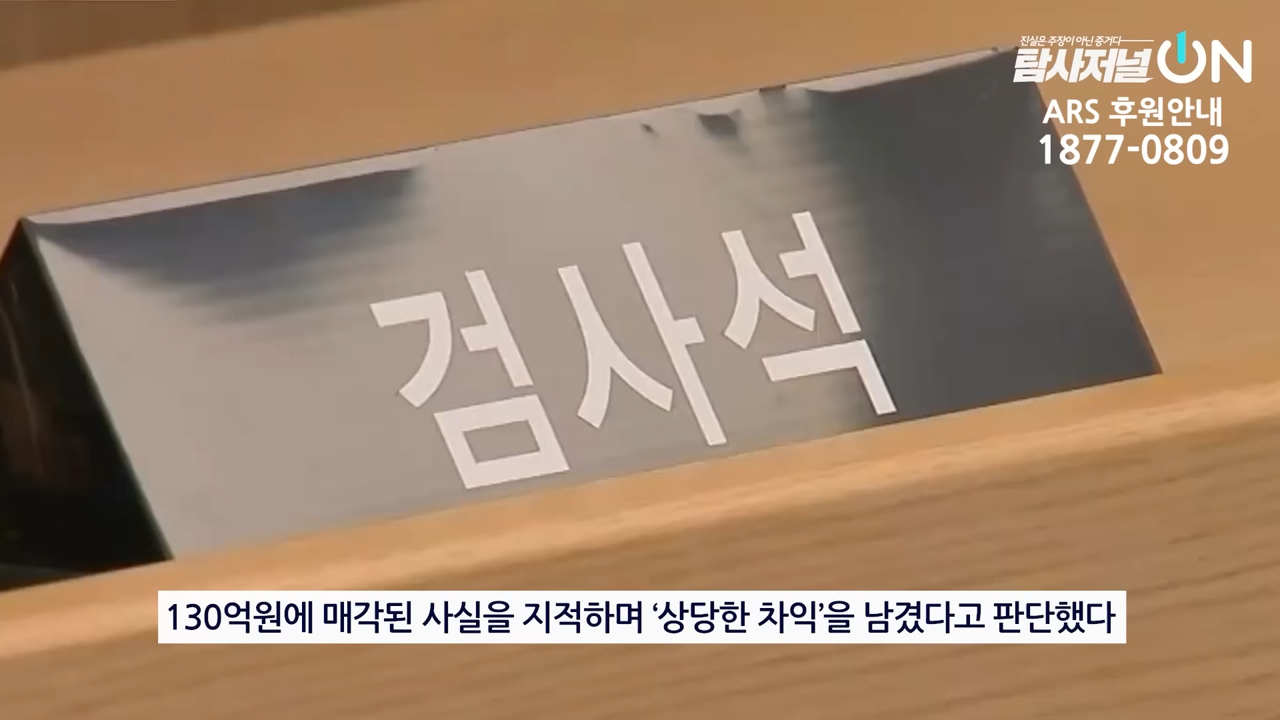 진실은 주장이 아닌 증거다
탐사저널 ON
ARS 후원안내
1877-0809
검사석
130억원에 매각된 사실을 지적하며 ‘상당한 차익’을 남겼다고 판단했다